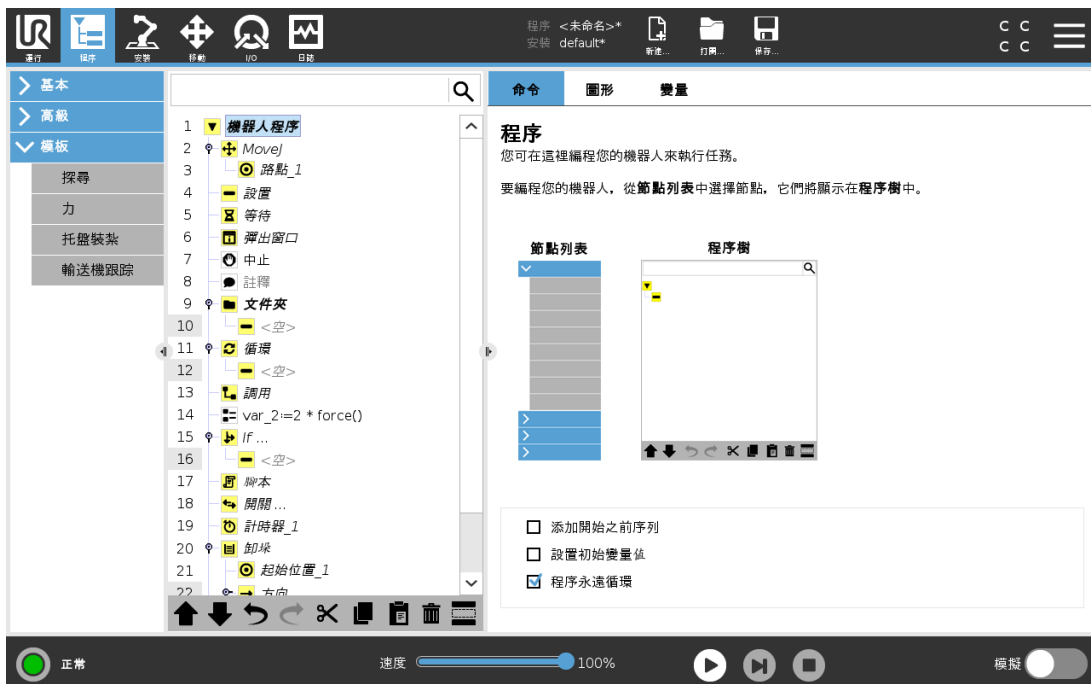 UR
運行
程序
安裝
移動
I/O
日誌
程序 <未命名>*
安裝 default*
新建...
打開...
保存...
C C
C C
基本
高級
模板
探尋
力
托盤裝紮
輸送機跟踪
1 機器人程序
2 MoveJ
3 路點_1
4 設置
5 等待
6 彈出窗口
7 中止
8 註釋
9 文件夾
10 <空>
11 循環
12 <空>
13 調用
14 var_2:=2 * force()
15 If ...
16 <空>
17 腳本
18 開關 ...
19 計時器_1
20 卸垛
21 起始位置_1
22 方向
命令 圖形 變量
程序
您可在這裡編程您的機器人來執行任務。
要編程您的機器人，從節點列表中選擇節點，它們將顯示在程序樹中。
節點列表 程序樹
添加開始之前序列
設置初始變量值
程序永遠循環
正常
速度 100%
模擬